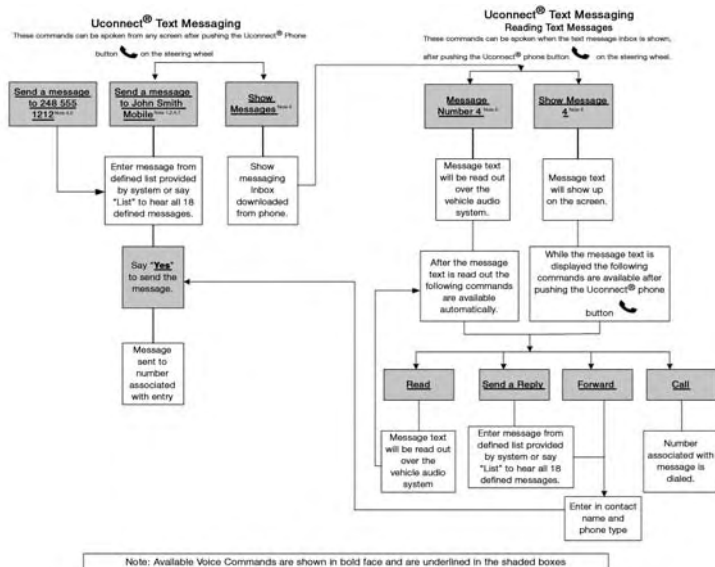 Uconnect® Text Messaging
These commands can be spoken from any screen after pushing the Uconnect® Phone
button on the steering wheel
Send a message
to 248 555
1212
Send a message
to John Smith
Mobile
Show
Messages
Enter message from
defined list provided
by system or say
"List" to hear all 18
defined messages.
Show
messaging
Inbox
downloaded
from phone.
Say "Yes"
to send the
message.
Message
sent to
number
associated
with entry
Uconnect® Text Messaging
Reading Text Messages
These commands can be spoken when the text message inbox is shown,
after pushing the Uconnect® phone button on the steering wheel.
Message
Number 4
Show Message
4
Message text
will be read out
over the
vehicle audio
system.
Message text
will show up
on the screen.
After the message
text is read out the
following commands
are available
automatically.
While the message text is
displayed the following
commands are available after
pushing the Uconnect® phone
button
Read
Send a Reply
Forward
Call
Message text
will be read out
over the
vehicle audio
system
Enter message from
defined list provided
by system or say
"List" to hear all 18
defined messages.
Number
associated with
message is
dialed.
Enter in contact
name and
phone type
Note: Available Voice Commands are shown in bold face and are underlined in the shaded boxes